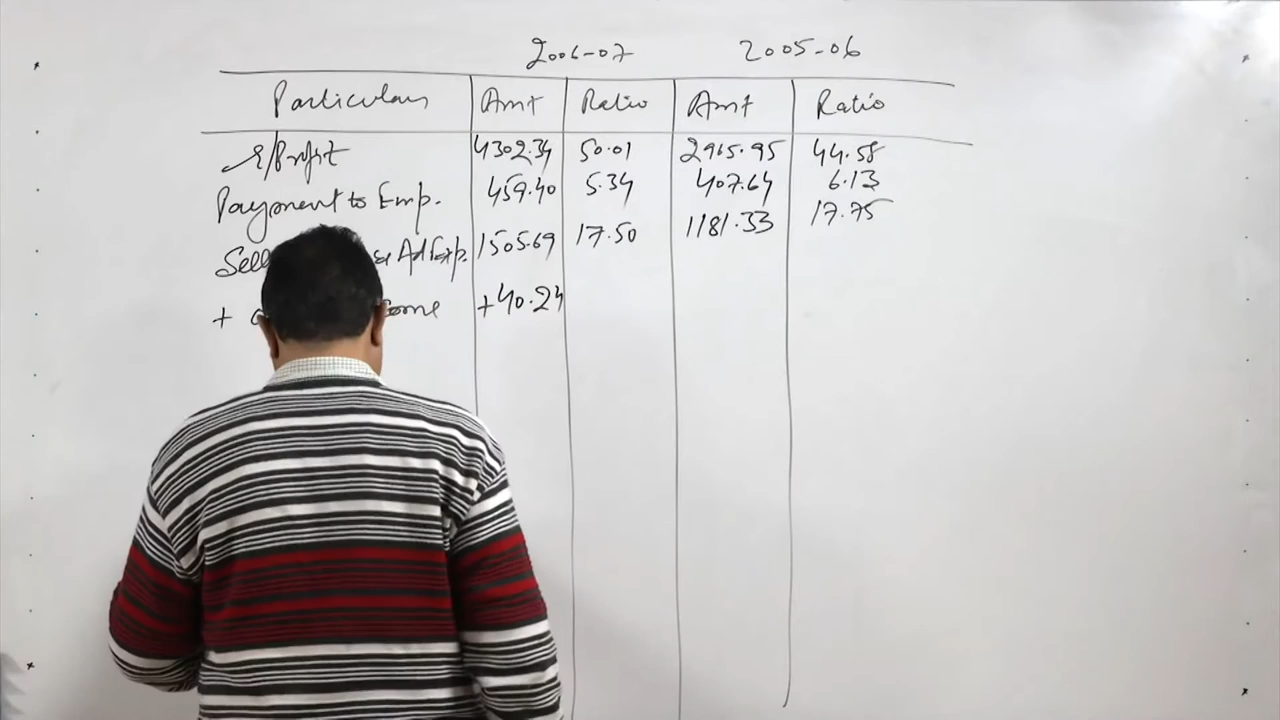 2006-07 2005-06
Particulars Amt Ratio Amt Ratio
G/Profit 4302.34 50.01 2965.95 44.58
Payment to Emp. 459.40 5.34 407.64 6.13
Sell & Ad Exp. 1505.69 17.50 1181.33 17.75
+ +40.24